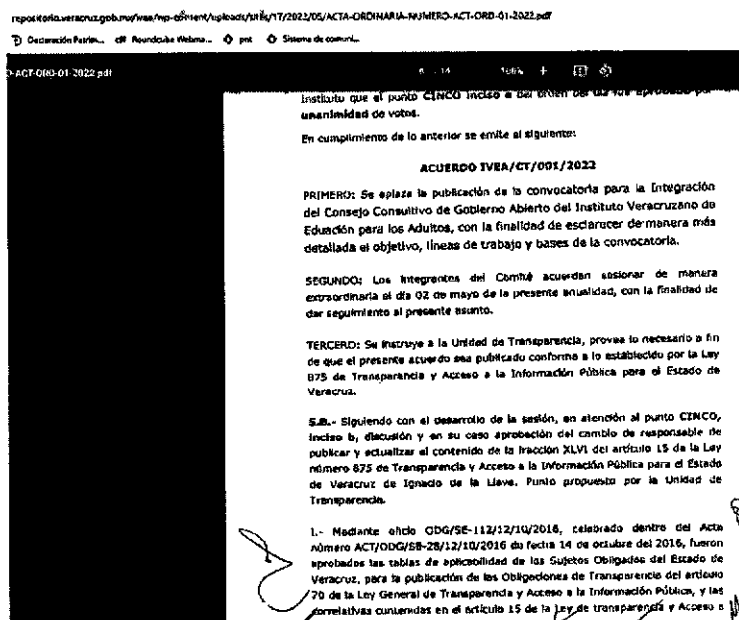 repositorio.veracruz.gob.mx/ivea/wp-content/uploads/sites/17/2022/05/ACTA-ORDINARIA-NUMERO-ACT-ORD-01-2022.pdf
Declaración Patrim... Roundcube Webma... pnt Sistema de comuni...
O-ACT-ORD-01-2022.pdf 6 14 106% +
Instituto que el punto CINCO inciso a del orden del día fue aprobado por
unanimidad de votos.
En cumplimiento de lo anterior se emite el siguiente:
ACUERDO IVEA/CT/001/2022
PRIMERO: Se aplaza la publicación de la convocatoria para la Integración
del Consejo Consultivo de Gobierno Abierto del Instituto Veracruzano de
Eduación para los Adultos, con la finalidad de esclarecer de manera más
detallada el objetivo, líneas de trabajo y bases de la convocatoria.
SEGUNDO: Los integrantes del Comité acuerdan sesionar de manera
extraordinaria el día 02 de mayo de la presente anualidad, con la finalidad de
dar seguimiento al presente asunto.
TERCERO: Se instruye a la Unidad de Transparencia, provea lo necesario a fin
de que el presente acuerdo sea publicado conforme a lo establecido por la Ley
875 de Transparencia y Acceso a la Información Pública para el Estado de
Veracruz.
5.B.- Siguiendo con el desarrollo de la sesión, en atención al punto CINCO,
inciso b, discusión y en su caso aprobación del cambio de responsable de
publicar y actualizar el contenido de la fracción XLVI del artículo 15 de la Ley
número 875 de Transparencia y Acceso a la Información Pública para el Estado
de Veracruz de Ignacio de la Llave. Punto propuesto por la Unidad de
Transparencia.
1.- Mediante oficio ODG/SE-112/12/10/2016, celebrado dentro del Acta
número ACT/ODG/SE-28/12/10/2016 de fecha 14 de octubre del 2016, fueron
aprobados las tablas de aplicabilidad de los Sujetos Obligados del Estado de
Veracruz, para la publicación de las Obligaciones de Transparencia del artículo
70 de la Ley General de Transparencia y Acceso a la Información Pública, y las
correlativas contenidas en el artículo 15 de la Ley de transparencia y Acceso a